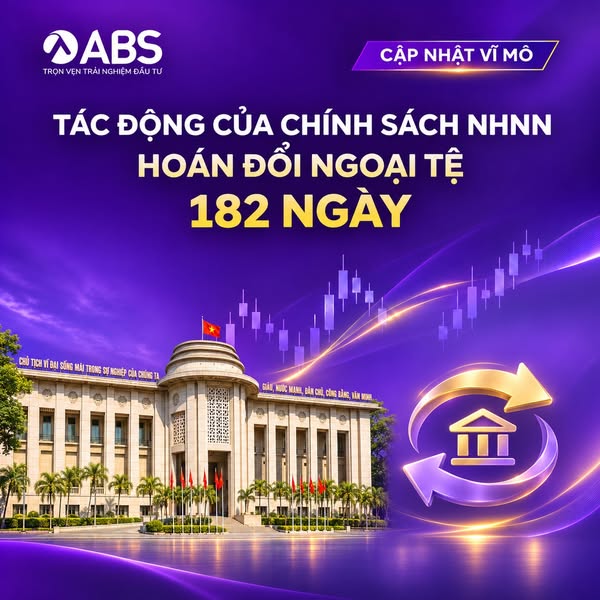 ABS
TRỌN VẸN TRẢI NGHIỆM ĐẦU TƯ
CẬP NHẬT VĨ MÔ
TÁC ĐỘNG CỦA CHÍNH SÁCH NHNN
HOÁN ĐỔI NGOẠI TỆ
182 NGÀY
CHỦ TỊCH VĨ ĐẠI SỐNG MÃI TRONG SỰ NGHIỆP CỦA CHÚNG TA
GIÀU, NƯỚC MẠNH, DÂN CHỦ, CÔNG BẰNG, VĂN MINH